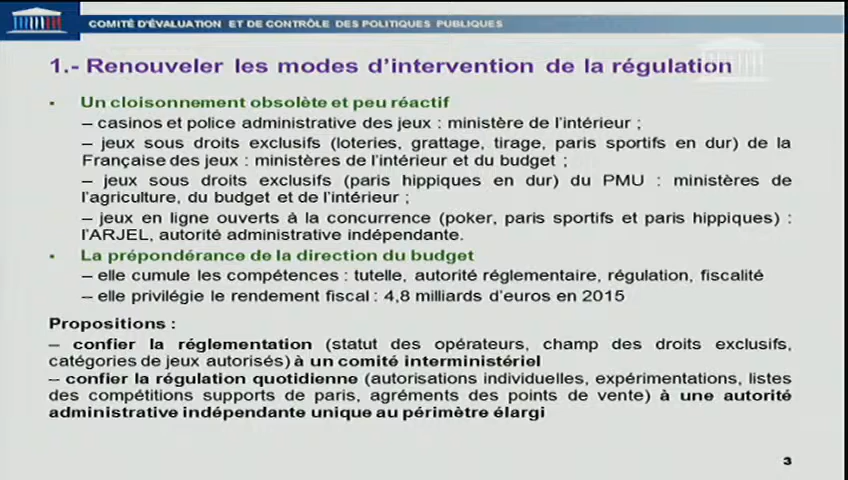 COMITÉ D'ÉVALUATION ET DE CONTRÔLE DES POLITIQUES PUBLIQUES
1.- Renouveler les modes d'intervention de la régulation
▪ Un cloisonnement obsolète et peu réactif
– casinos et police administrative des jeux : ministère de l'intérieur ;
– jeux sous droits exclusifs (loteries, grattage, tirage, paris sportifs en dur) de la
Française des jeux : ministères de l'intérieur et du budget ;
– jeux sous droits exclusifs (paris hippiques en dur) du PMU : ministères de
l'agriculture, du budget et de l'intérieur ;
– jeux en ligne ouverts à la concurrence (poker, paris sportifs et paris hippiques) :
l'ARJEL, autorité administrative indépendante.
▪ La prépondérance de la direction du budget
– elle cumule les compétences : tutelle, autorité réglementaire, régulation, fiscalité
– elle privilégie le rendement fiscal : 4,8 milliards d'euros en 2015
Propositions :
– confier la réglementation (statut des opérateurs, champ des droits exclusifs,
catégories de jeux autorisés) à un comité interministériel
– confier la régulation quotidienne (autorisations individuelles, expérimentations, listes
des compétitions supports de paris, agréments des points de vente) à une autorité
administrative indépendante unique au périmètre élargi
3